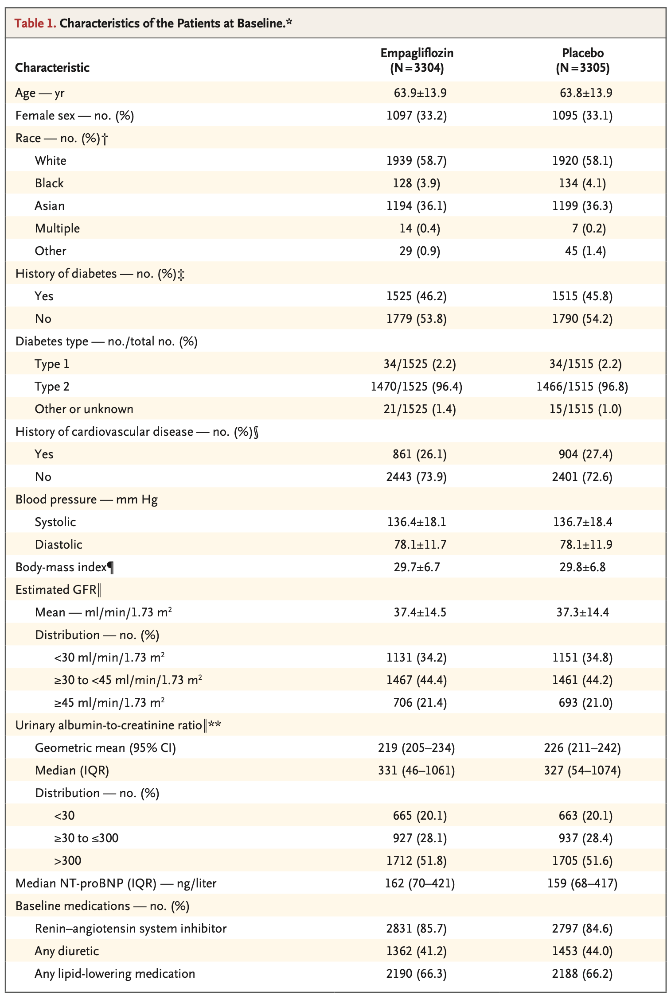 Table 1. Characteristics of the Patients at Baseline.*
Characteristic Empagliflozin (N=3304) Placebo (N=3305)
Age — yr 63.9±13.9 63.8±13.9
Female sex — no. (%) 1097 (33.2) 1095 (33.1)
Race — no. (%)†
White 1939 (58.7) 1920 (58.1)
Black 128 (3.9) 134 (4.1)
Asian 1194 (36.1) 1199 (36.3)
Multiple 14 (0.4) 7 (0.2)
Other 29 (0.9) 45 (1.4)
History of diabetes — no. (%)‡
Yes 1525 (46.2) 1515 (45.8)
No 1779 (53.8) 1790 (54.2)
Diabetes type — no./total no. (%)
Type 1 34/1525 (2.2) 34/1515 (2.2)
Type 2 1470/1525 (96.4) 1466/1515 (96.8)
Other or unknown 21/1525 (1.4) 15/1515 (1.0)
History of cardiovascular disease — no. (%)§
Yes 861 (26.1) 904 (27.4)
No 2443 (73.9) 2401 (72.6)
Blood pressure — mm Hg
Systolic 136.4±18.1 136.7±18.4
Diastolic 78.1±11.7 78.1±11.9
Body-mass index¶ 29.7±6.7 29.8±6.8
Estimated GFR‖
Mean — ml/min/1.73 m² 37.4±14.5 37.3±14.4
Distribution — no. (%)
<30 ml/min/1.73 m² 1131 (34.2) 1151 (34.8)
≥30 to <45 ml/min/1.73 m² 1467 (44.4) 1461 (44.2)
≥45 ml/min/1.73 m² 706 (21.4) 693 (21.0)
Urinary albumin-to-creatinine ratio‖**
Geometric mean (95% CI) 219 (205–234) 226 (211–242)
Median (IQR) 331 (46–1061) 327 (54–1074)
Distribution — no. (%)
<30 665 (20.1) 663 (20.1)
≥30 to ≤300 927 (28.1) 937 (28.4)
>300 1712 (51.8) 1705 (51.6)
Median NT-proBNP (IQR) — ng/liter 162 (70–421) 159 (68–417)
Baseline medications — no. (%)
Renin–angiotensin system inhibitor 2831 (85.7) 2797 (84.6)
Any diuretic 1362 (41.2) 1453 (44.0)
Any lipid-lowering medication 2190 (66.3) 2188 (66.2)